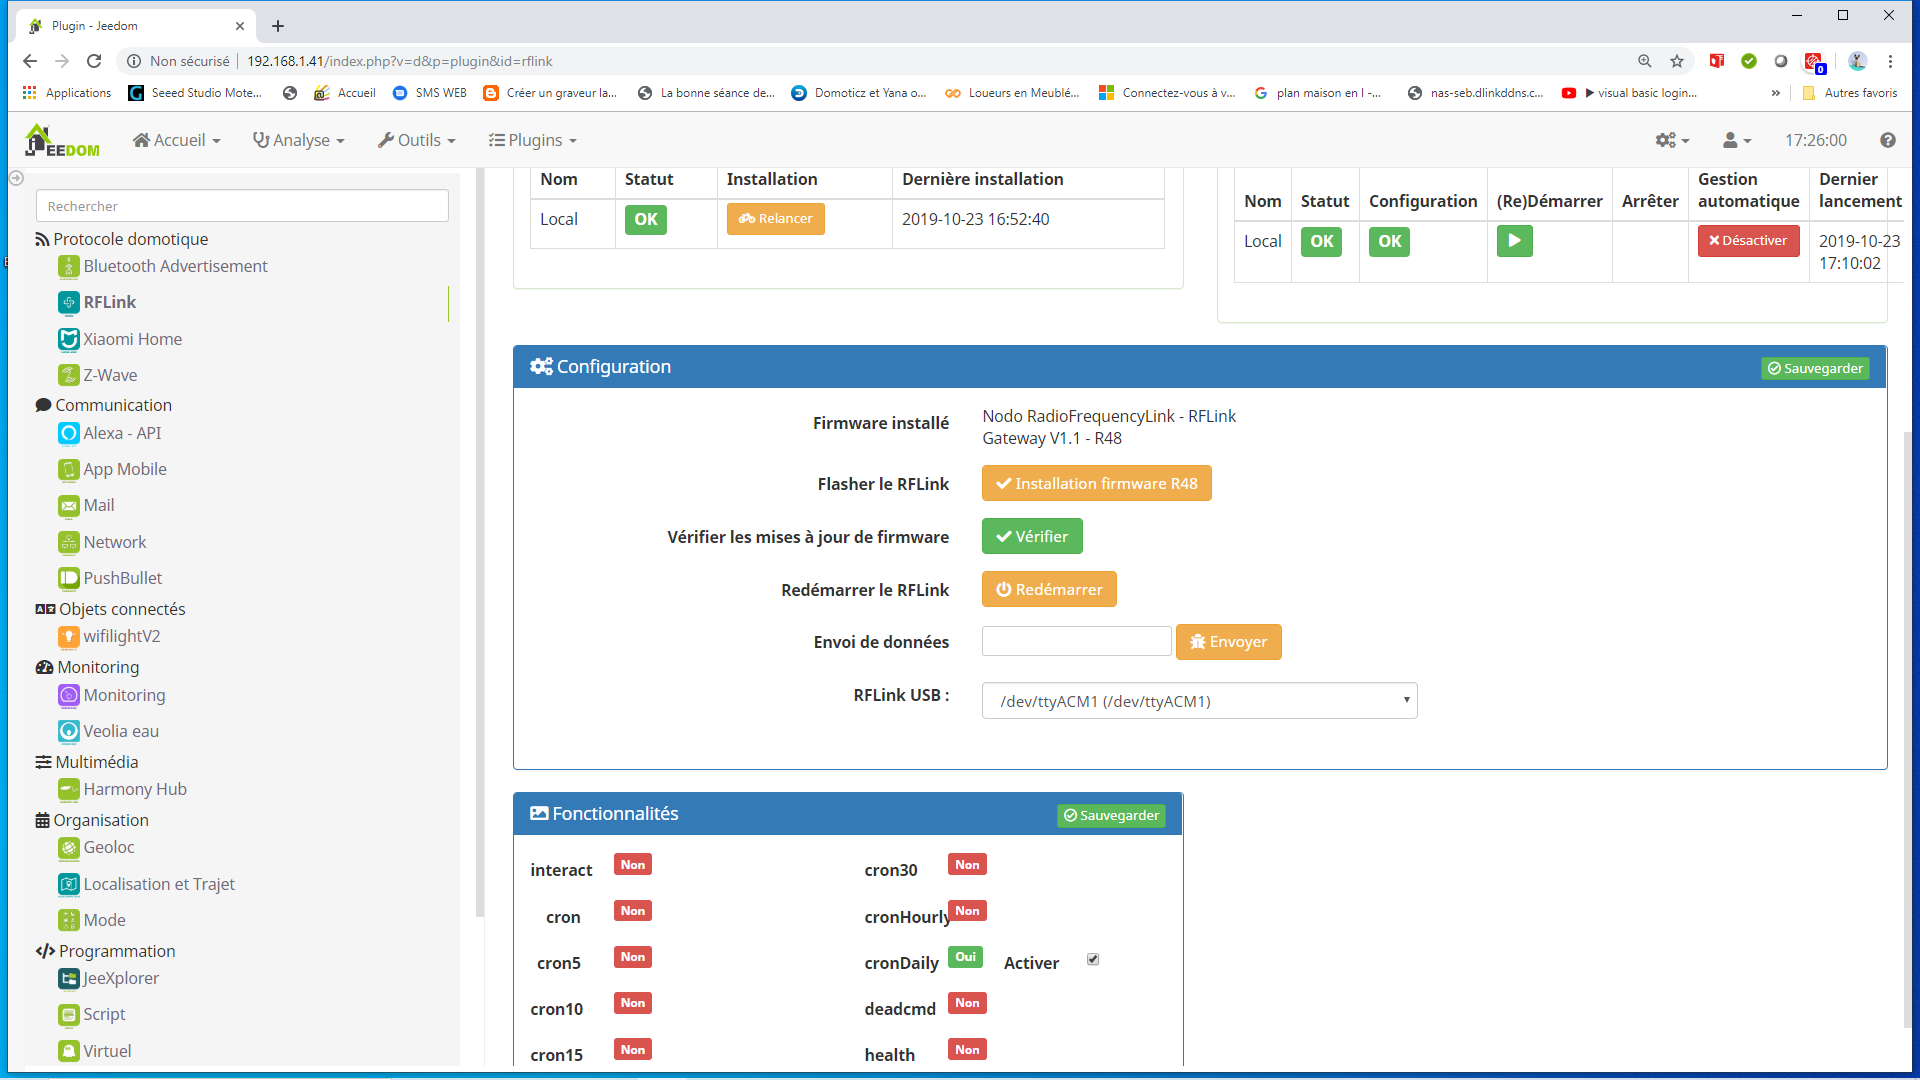 Plugin - Jeedom
Non sécurisé
192.168.1.41/index.php?v=d&p=plugin&id=rflink
0
Applications
Seeed Studio Mote...
Accueil
SMS WEB
Créer un graveur la...
La bonne séance de...
Domoticz et Yana o...
Loueurs en Meublé...
Connectez-vous à v...
plan maison en l -...
nas-seb.dlinkddns.c...
visual basic login...
Autres favoris
JEEDOM
Accueil
Analyse
Outils
Plugins
17:26:00
Rechercher
Protocole domotique
Bluetooth Advertisement
RFLink
Xiaomi Home
Z-Wave
Communication
Alexa - API
App Mobile
Mail
Network
PushBullet
Objets connectés
wifilightV2
Monitoring
Monitoring
Veolia eau
Multimédia
Harmony Hub
Organisation
Geoloc
Localisation et Trajet
Mode
Programmation
JeeXplorer
Script
Virtuel
Nom Statut Installation Dernière installation
Local OK Relancer 2019-10-23 16:52:40
Nom Statut Configuration (Re)Démarrer Arrêter Gestion automatique Dernier lancement
Local OK OK Désactiver 2019-10-23 17:10:02
Configuration
Sauvegarder
Firmware installé
Nodo RadioFrequencyLink - RFLink
Gateway V1.1 - R48
Flasher le RFLink
Installation firmware R48
Vérifier les mises à jour de firmware
Vérifier
Redémarrer le RFLink
Redémarrer
Envoi de données
Envoyer
RFLink USB :
/dev/ttyACM1 (/dev/ttyACM1)
Fonctionnalités
Sauvegarder
interact Non cron30 Non
cron Non cronHourly Non
cron5 Non cronDaily Oui Activer
cron10 Non deadcmd Non
cron15 Non health Non